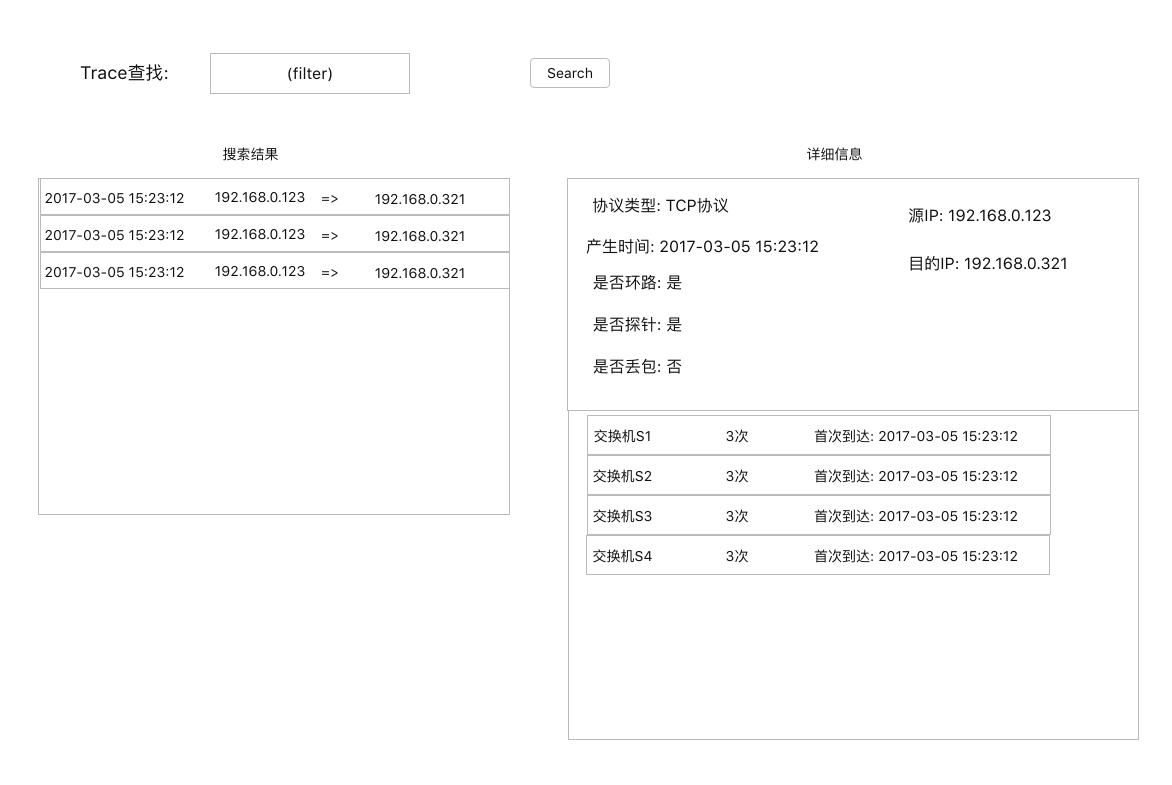 Trace查找:
(filter)
Search
搜索结果
2017-03-05 15:23:12 192.168.0.123 => 192.168.0.321
2017-03-05 15:23:12 192.168.0.123 => 192.168.0.321
2017-03-05 15:23:12 192.168.0.123 => 192.168.0.321
详细信息
协议类型: TCP协议
产生时间: 2017-03-05 15:23:12
是否环路: 是
是否探针: 是
是否丢包: 否
源IP: 192.168.0.123
目的IP: 192.168.0.321
交换机S1 3次 首次到达: 2017-03-05 15:23:12
交换机S2 3次 首次到达: 2017-03-05 15:23:12
交换机S3 3次 首次到达: 2017-03-05 15:23:12
交换机S4 3次 首次到达: 2017-03-05 15:23:12